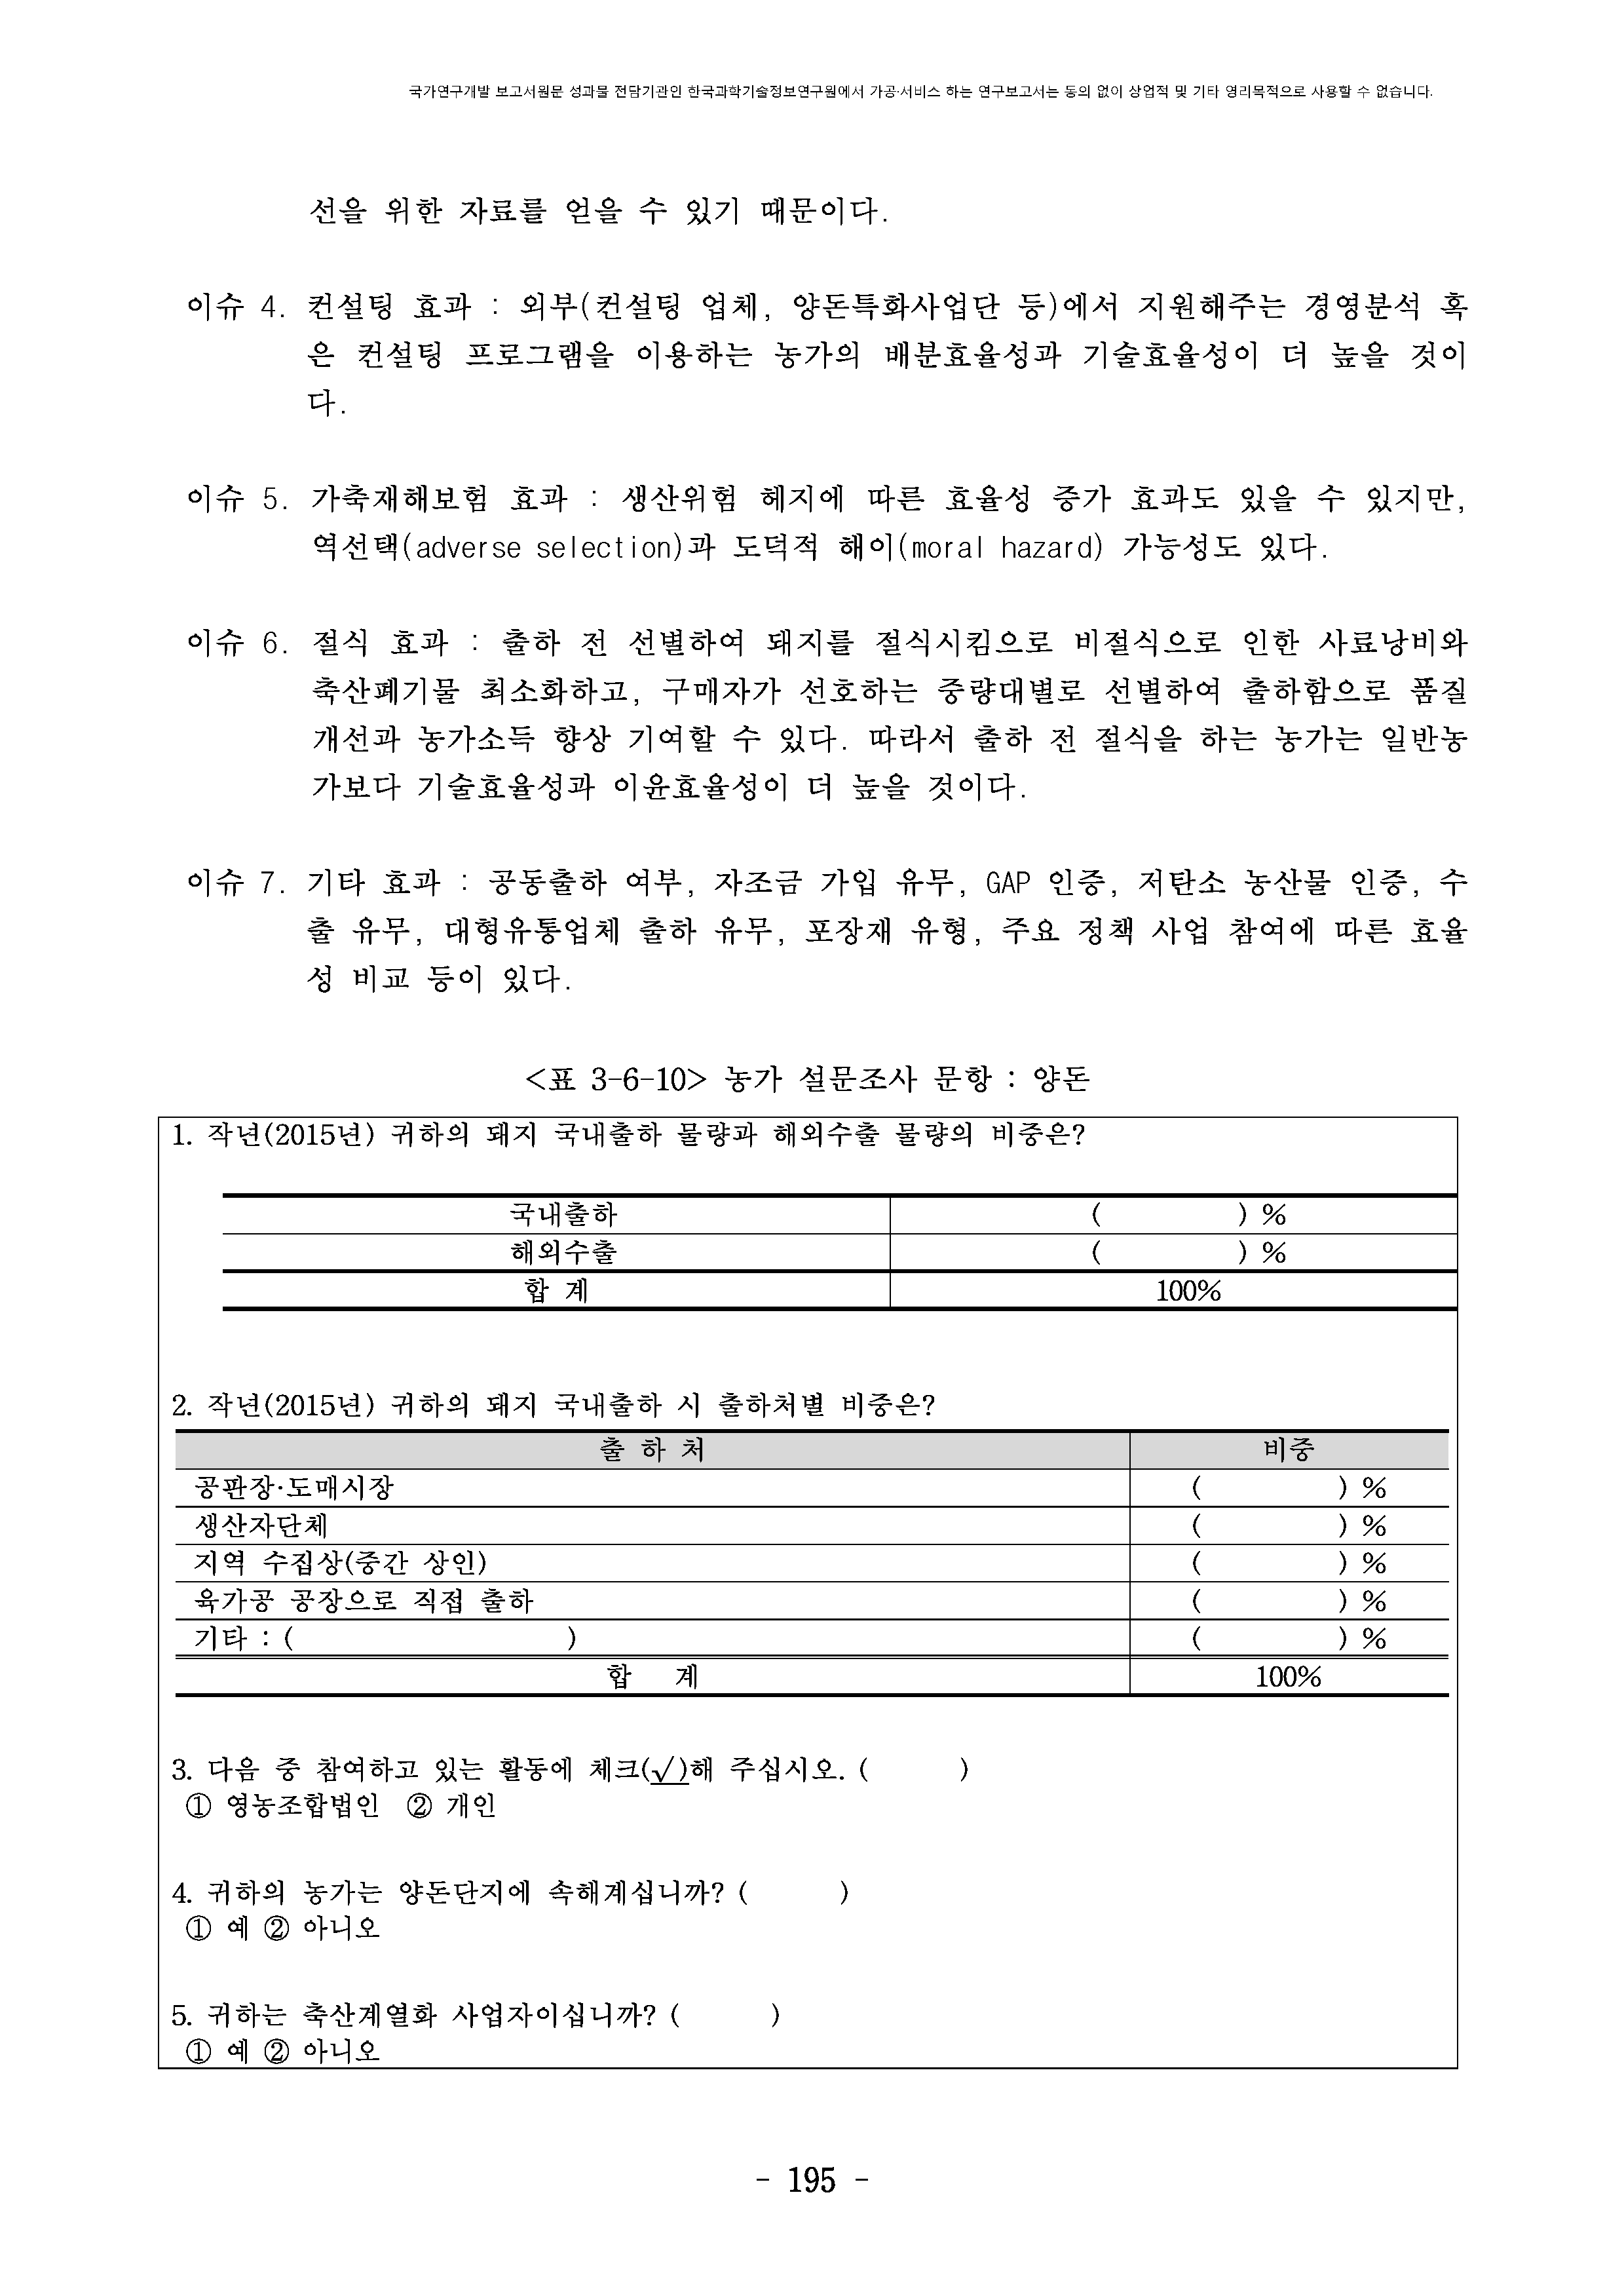 국가연구개발 보고서원문 성과물 전담기관인 한국과학기술정보연구원에서 가공·서비스 하는 연구보고서는 동의 없이 상업적 및 기타 영리목적으로 사용할 수 없습니다.
선을 위한 자료를 얻을 수 있기 때문이다.
이슈 4. 컨설팅 효과 : 외부(컨설팅 업체, 양돈특화사업단 등)에서 지원해주는 경영분석 혹
은 컨설팅 프로그램을 이용하는 농가의 배분효율성과 기술효율성이 더 높을 것이
다.
이슈 5. 가축재해보험 효과 : 생산위험 헤지에 따른 효율성 증가 효과도 있을 수 있지만,
역선택(adverse selection)과 도덕적 해이(moral hazard) 가능성도 있다.
이슈 6. 절식 효과 : 출하 전 선별하여 돼지를 절식시킴으로 비절식으로 인한 사료낭비와
축산폐기물 최소화하고, 구매자가 선호하는 중량대별로 선별하여 출하함으로 품질
개선과 농가소득 향상 기여할 수 있다. 따라서 출하 전 절식을 하는 농가는 일반농
가보다 기술효율성과 이윤효율성이 더 높을 것이다.
이슈 7. 기타 효과 : 공동출하 여부, 자조금 가입 유무, GAP 인증, 저탄소 농산물 인증, 수
출 유무, 대형유통업체 출하 유무, 포장재 유형, 주요 정책 사업 참여에 따른 효율
성 비교 등이 있다.
<표 3-6-10> 농가 설문조사 문항 : 양돈
1. 작년(2015년) 귀하의 돼지 국내출하 물량과 해외수출 물량의 비중은?
국내출하 ( ) %
해외수출 ( ) %
합 계 100%
2. 작년(2015년) 귀하의 돼지 국내출하 시 출하처별 비중은?
출 하 처 비중
공판장·도매시장 ( ) %
생산자단체 ( ) %
지역 수집상(중간 상인) ( ) %
육가공 공장으로 직접 출하 ( ) %
기타 : ( ) ( ) %
합 계 100%
3. 다음 중 참여하고 있는 활동에 체크(√)해 주십시오. ( )
① 영농조합법인 ② 개인
4. 귀하의 농가는 양돈단지에 속해계십니까? ( )
① 예 ② 아니오
5. 귀하는 축산계열화 사업자이십니까? ( )
① 예 ② 아니오
- 195 -